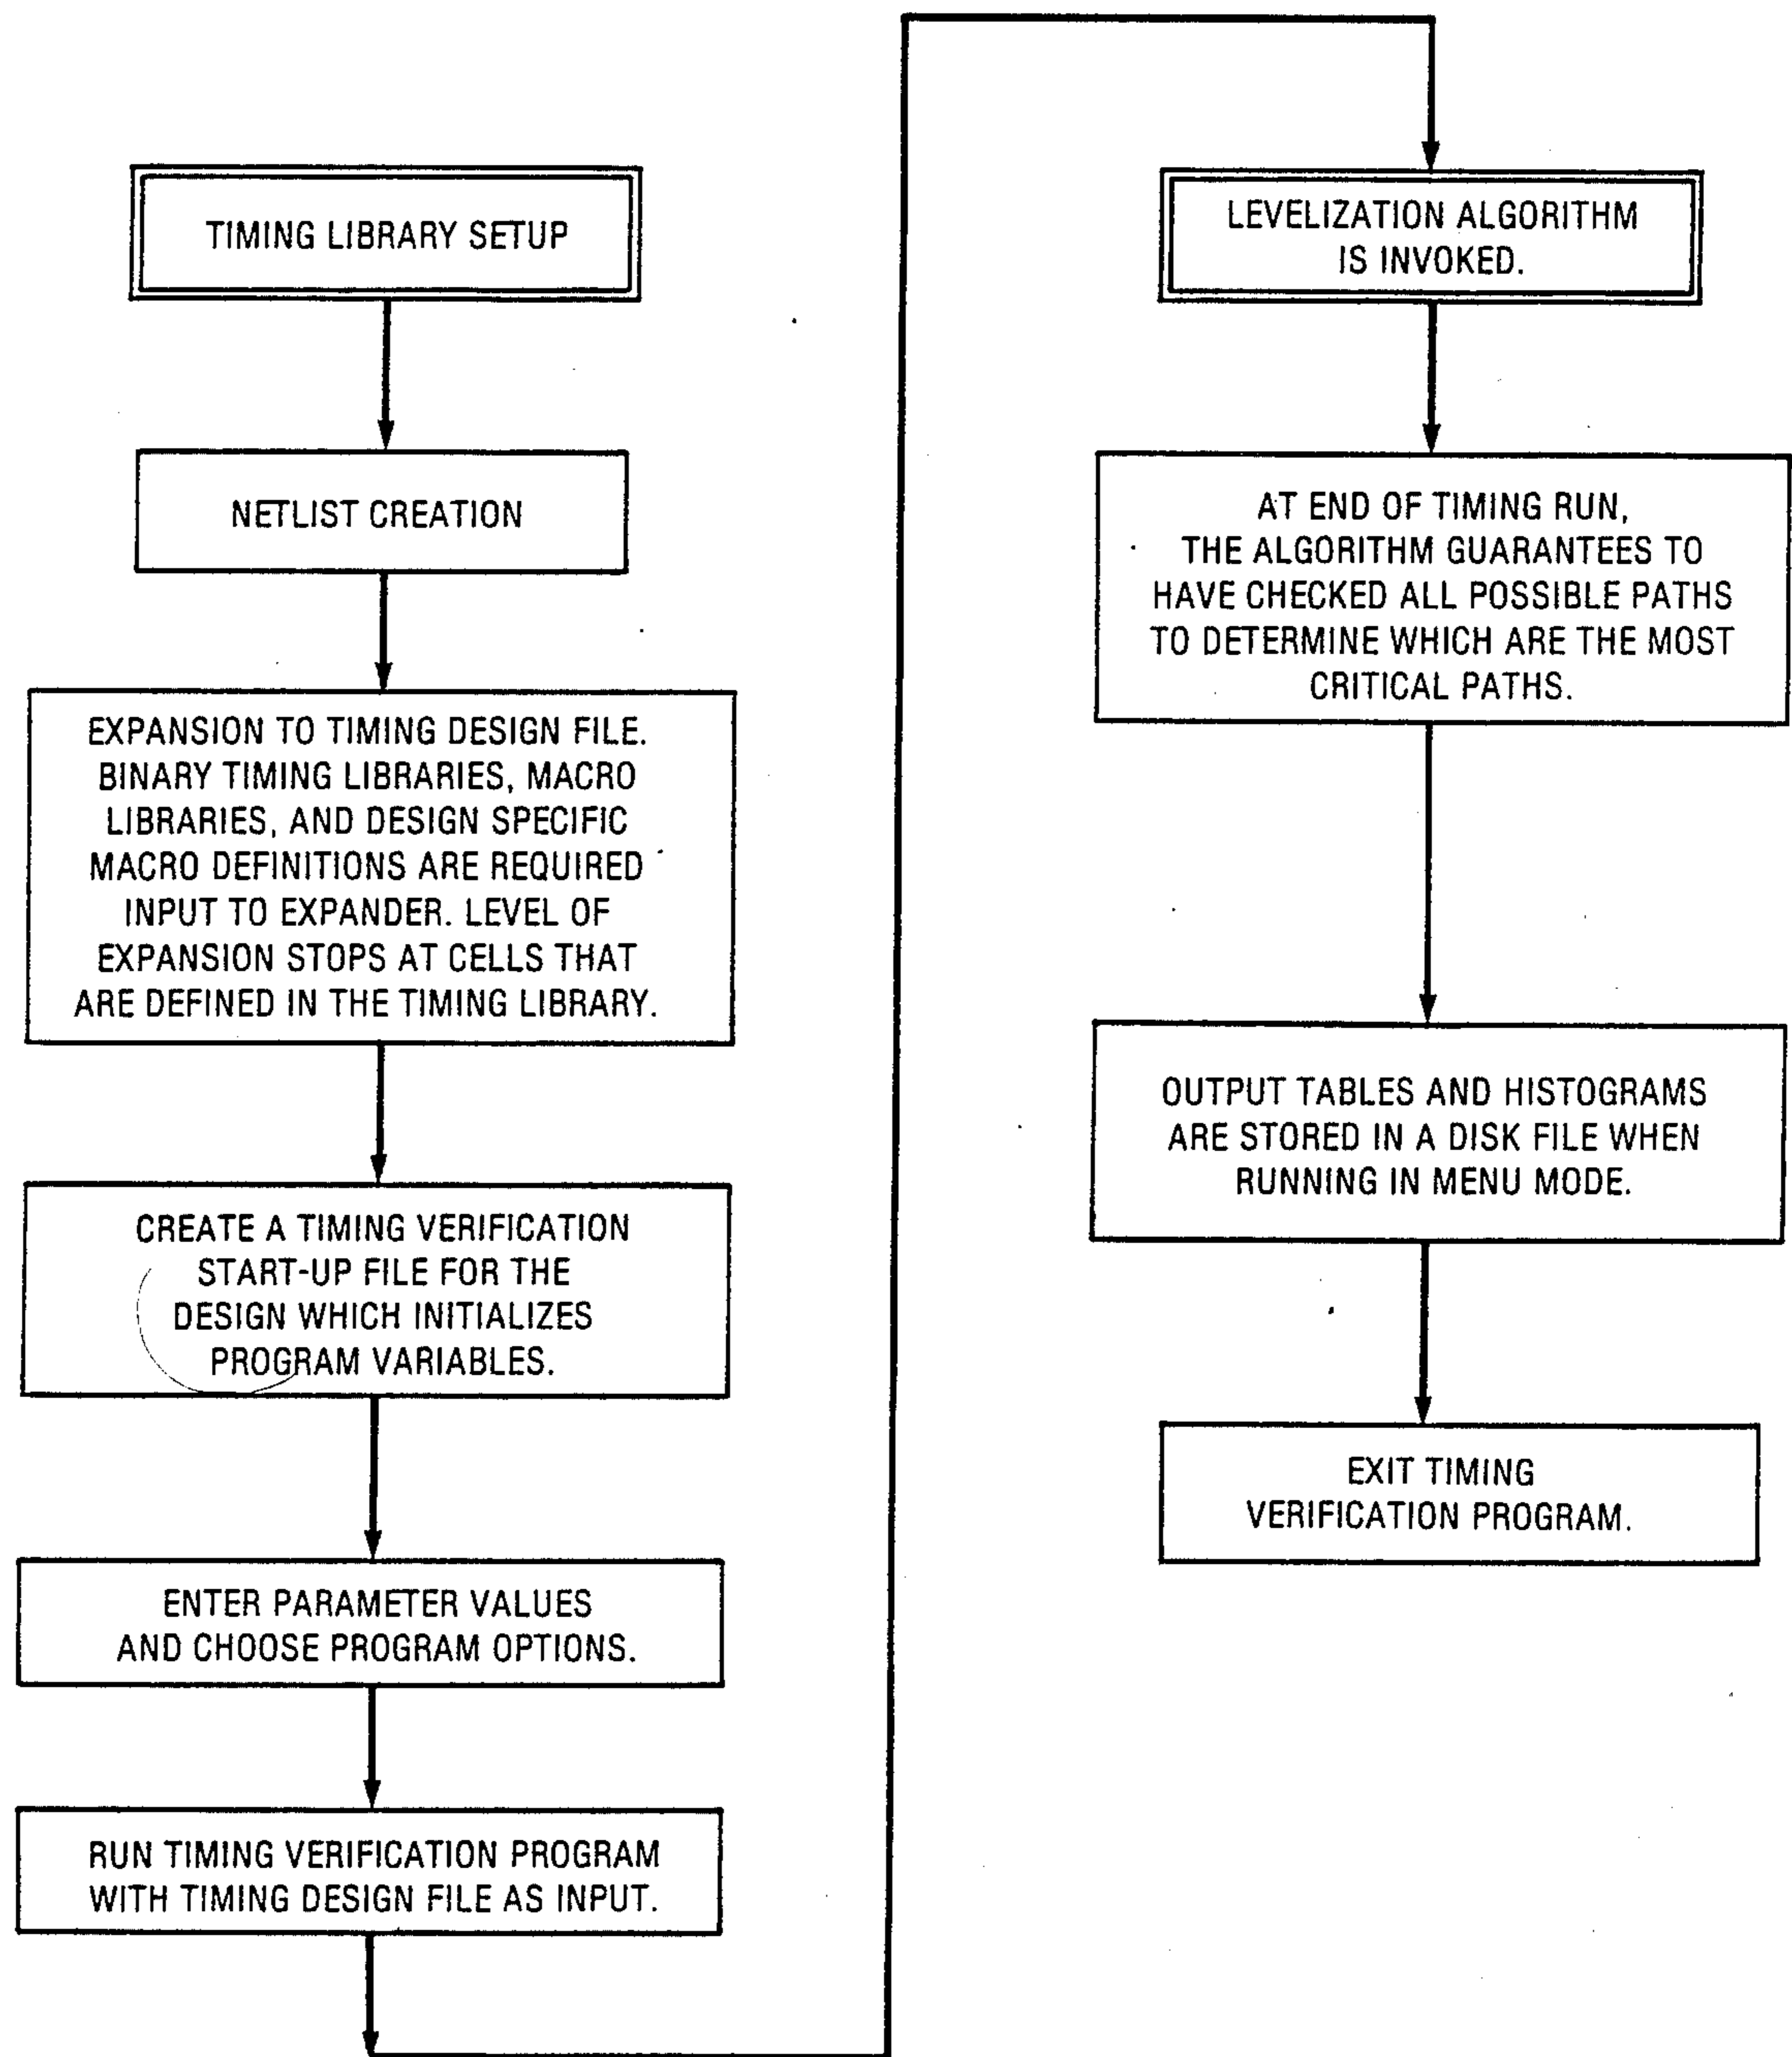 TIMING LIBRARY SETUP
NETLIST CREATION
EXPANSION TO TIMING DESIGN FILE.
BINARY TIMING LIBRARIES, MACRO
LIBRARIES, AND DESIGN SPECIFIC
MACRO DEFINITIONS ARE REQUIRED
INPUT TO EXPANDER. LEVEL OF
EXPANSION STOPS AT CELLS THAT
ARE DEFINED IN THE TIMING LIBRARY.
CREATE A TIMING VERIFICATION
START-UP FILE FOR THE
DESIGN WHICH INITIALIZES
PROGRAM VARIABLES.
ENTER PARAMETER VALUES
AND CHOOSE PROGRAM OPTIONS.
RUN TIMING VERIFICATION PROGRAM
WITH TIMING DESIGN FILE AS INPUT.
LEVELIZATION ALGORITHM
IS INVOKED.
AT END OF TIMING RUN,
THE ALGORITHM GUARANTEES TO
HAVE CHECKED ALL POSSIBLE PATHS
TO DETERMINE WHICH ARE THE MOST
CRITICAL PATHS.
OUTPUT TABLES AND HISTOGRAMS
ARE STORED IN A DISK FILE WHEN
RUNNING IN MENU MODE.
EXIT TIMING
VERIFICATION PROGRAM.